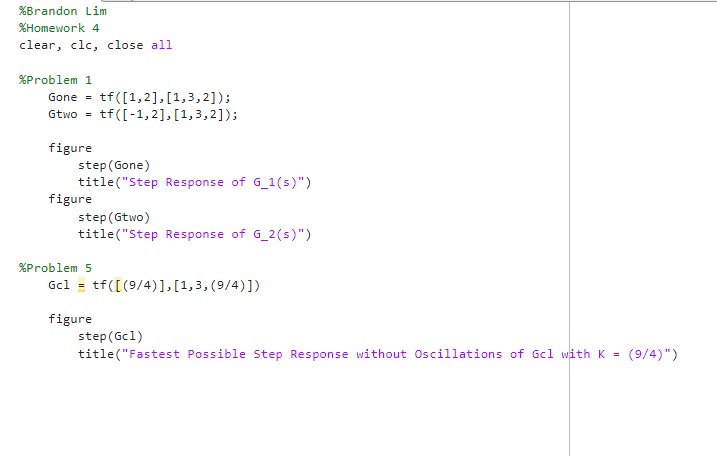 %Brandon Lim
%Homework 4
clear, clc, close all
%Problem 1
Gone = tf([1,2],[1,3,2]);
Gtwo = tf([-1,2],[1,3,2]);
figure
step(Gone)
title("Step Response of G_1(s)")
figure
step(Gtwo)
title("Step Response of G_2(s)")
%Problem 5
Gcl = tf([(9/4)],[1,3,(9/4)])
figure
step(Gcl)
title("Fastest Possible Step Response without Oscillations of Gcl with K = (9/4)")